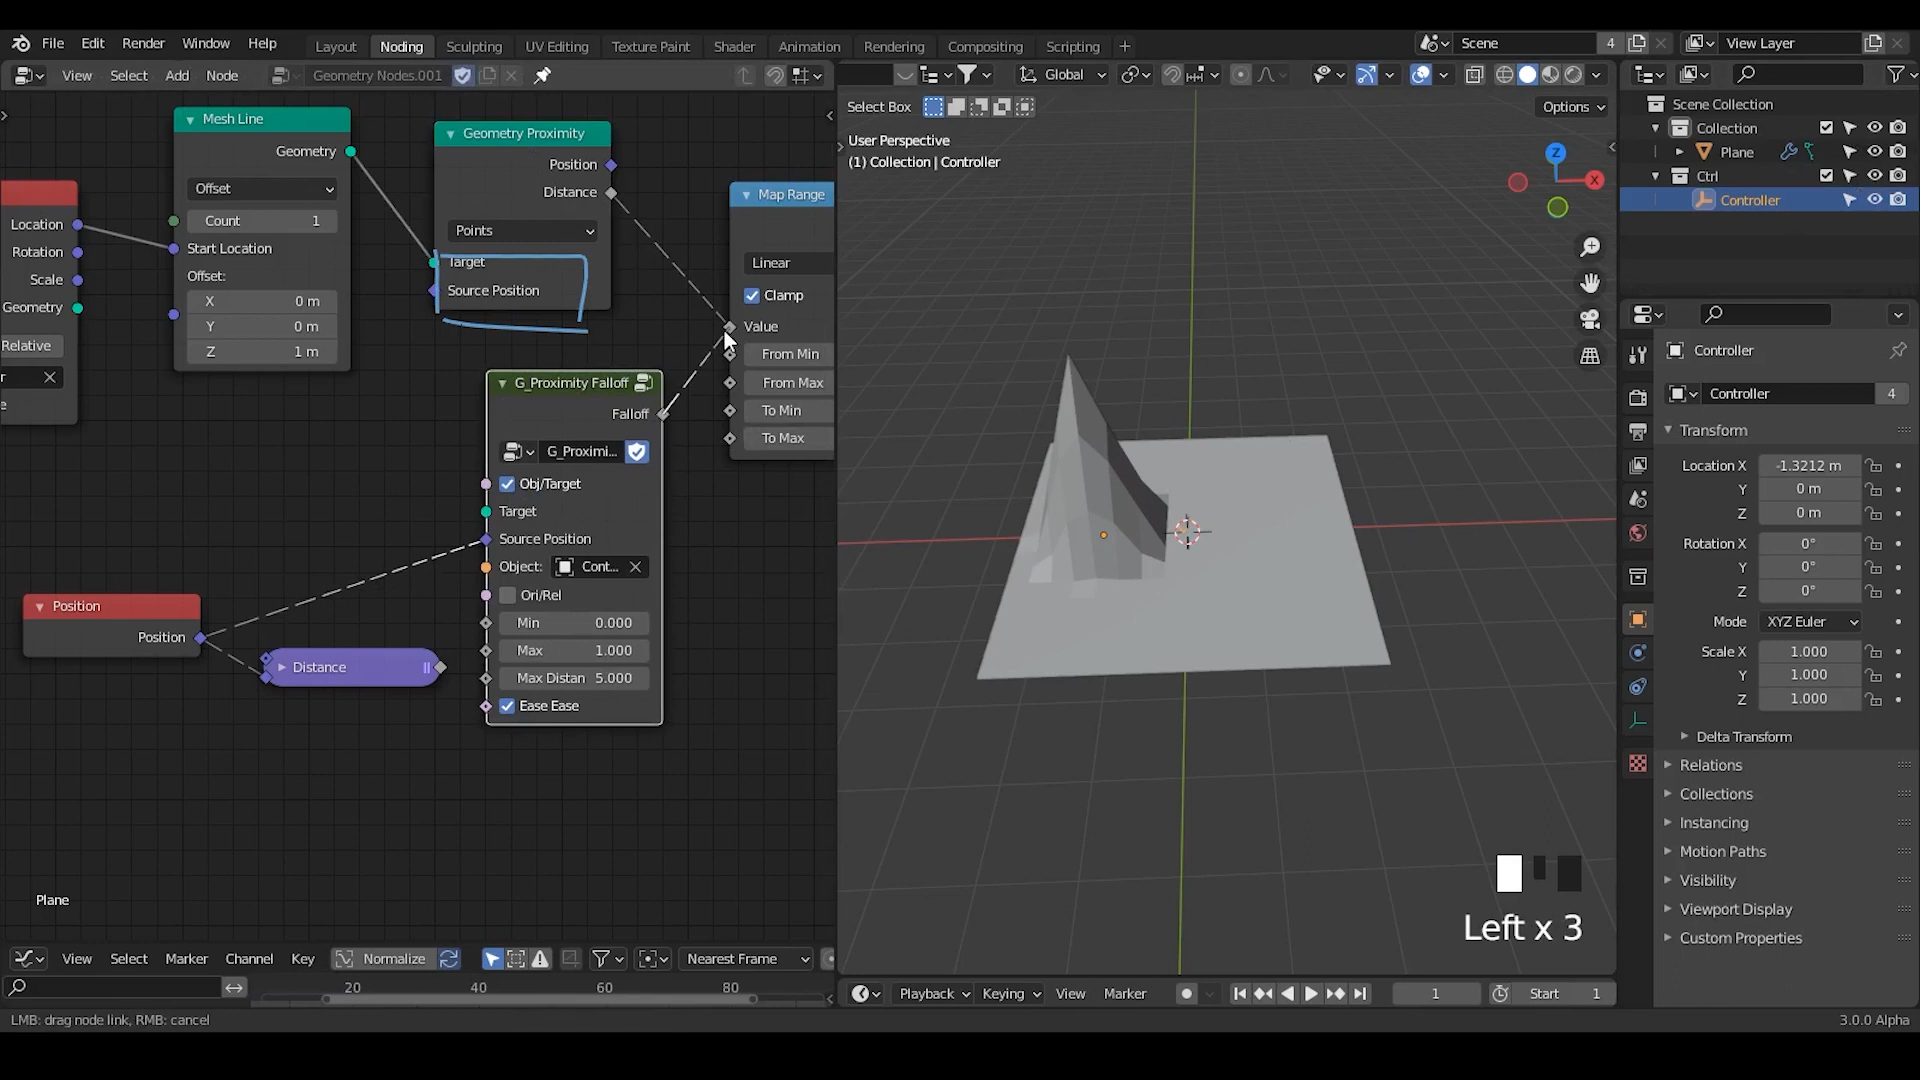 File Edit Render Window Help Layout Noding Sculpting UV Editing Texture Paint Shader Animation Rendering Compositing Scripting + Scene 4 View Layer
View Select Add Node Geometry Nodes.001 Global
Select Box Options
User Perspective
(1) Collection | Controller
Location
Rotation
Scale
Geometry
Relative
r
e
Mesh Line
Geometry
Offset
Count 1
Start Location
Offset:
X 0 m
Y 0 m
Z 1 m
Geometry Proximity
Position
Distance
Points
Target
Source Position
Map Range
Linear
Clamp
Value
From Min
From Max
To Min
To Max
G_Proximity Falloff
Falloff
G_Proximi...
Obj/Target
Target
Source Position
Object: Cont...
Ori/Rel
Min 0.000
Max 1.000
Max Distan 5.000
Ease Ease
Position
Position
Distance
Plane
Z
X
Left x 3
Scene Collection
Collection
Plane
Ctrl
Controller
Controller
Controller 4
Transform
Location X -1.3212 m
Y 0 m
Z 0 m
Rotation X 0°
Y 0°
Z 0°
Mode XYZ Euler
Scale X 1.000
Y 1.000
Z 1.000
Delta Transform
Relations
Collections
Instancing
Motion Paths
Visibility
Viewport Display
Custom Properties
View Select Marker Channel Key Normalize Nearest Frame
20 40 60 80
Playback Keying View Marker 1 Start 1
LMB: drag node link, RMB: cancel
3.0.0 Alpha